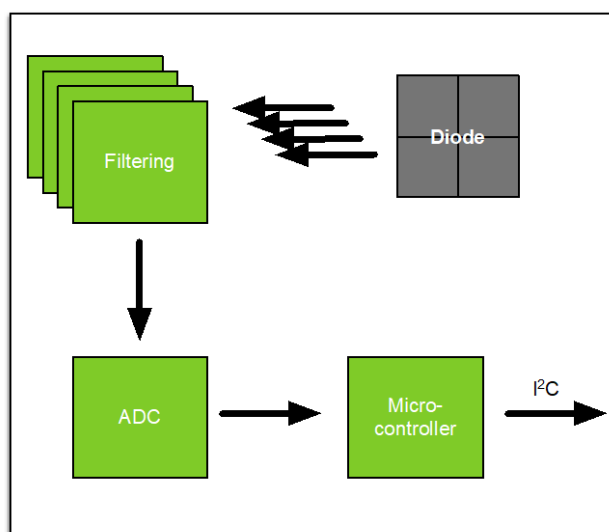 Filtering
Diode
ADC
Micro-
controller
I²C